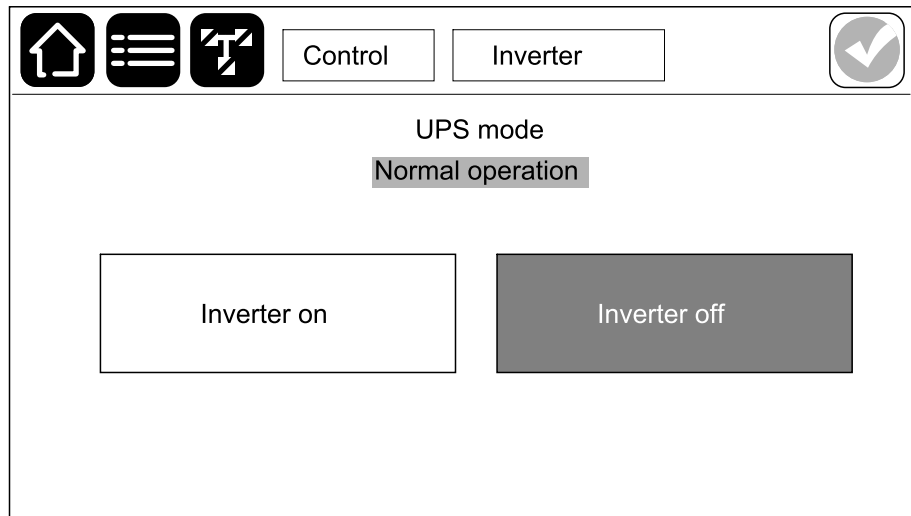 Control
Inverter
UPS mode
Normal operation
Inverter on
Inverter off